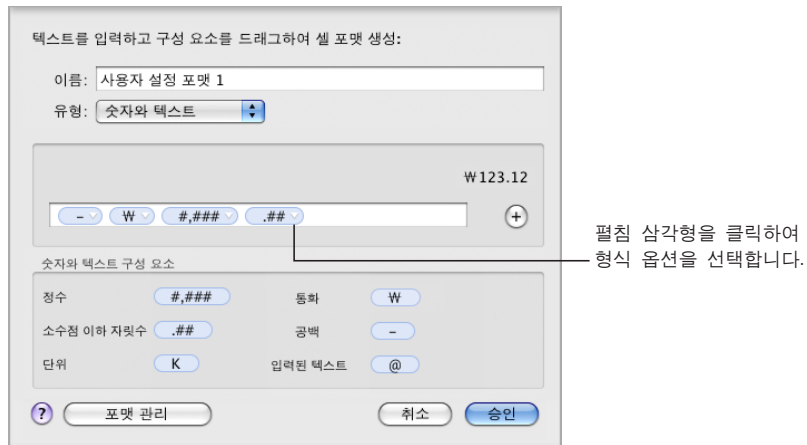 텍스트를 입력하고 구성 요소를 드래그하여 셀 포맷 생성:
이름: 사용자 설정 포맷 1
유형: 숫자와 텍스트
₩123.12
– ₩ #,### .##
+
펼침 삼각형을 클릭하여
형식 옵션을 선택합니다.
숫자와 텍스트 구성 요소
정수 #,### 통화 ₩
소수점 이하 자릿수 .## 공백 –
단위 K 입력된 텍스트 @
? 포맷 관리 취소 승인